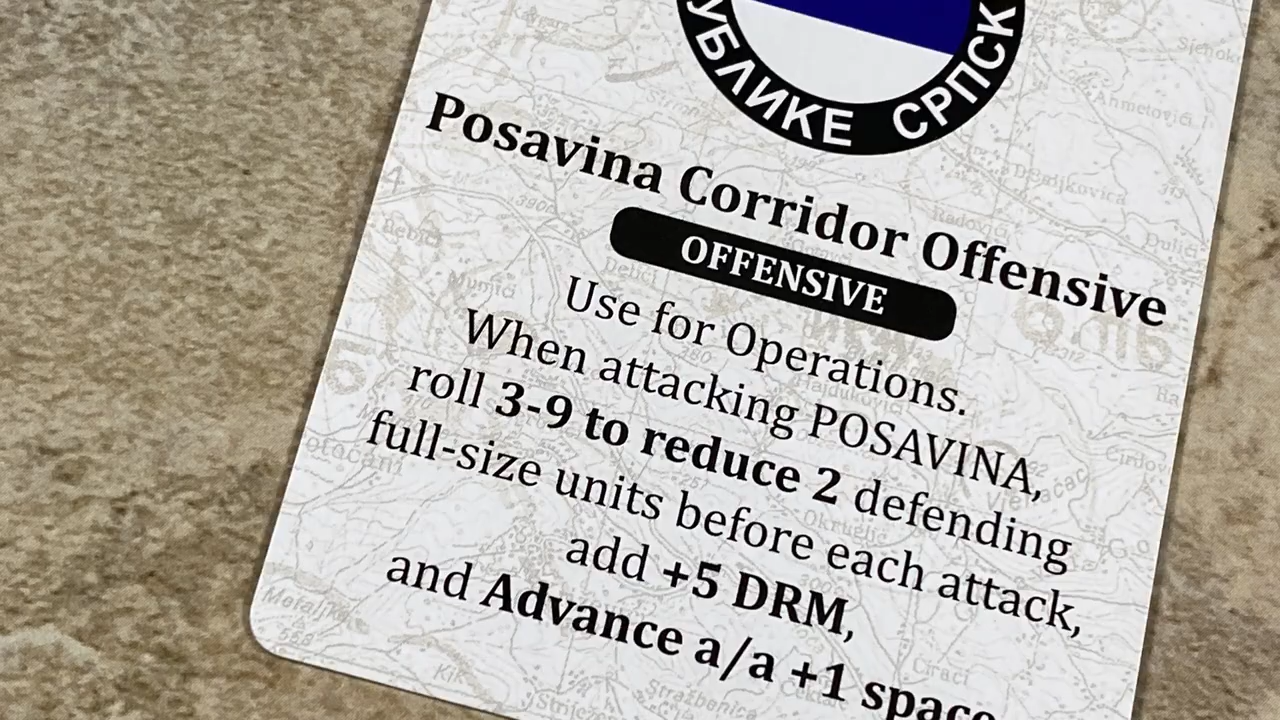 УБЛИКЕ СРПСК
Posavina Corridor Offensive
OFFENSIVE
Use for Operations.
When attacking POSAVINA,
roll 3-9 to reduce 2 defending
full-size units before each attack,
add +5 DRM,
and Advance a/a +1 space